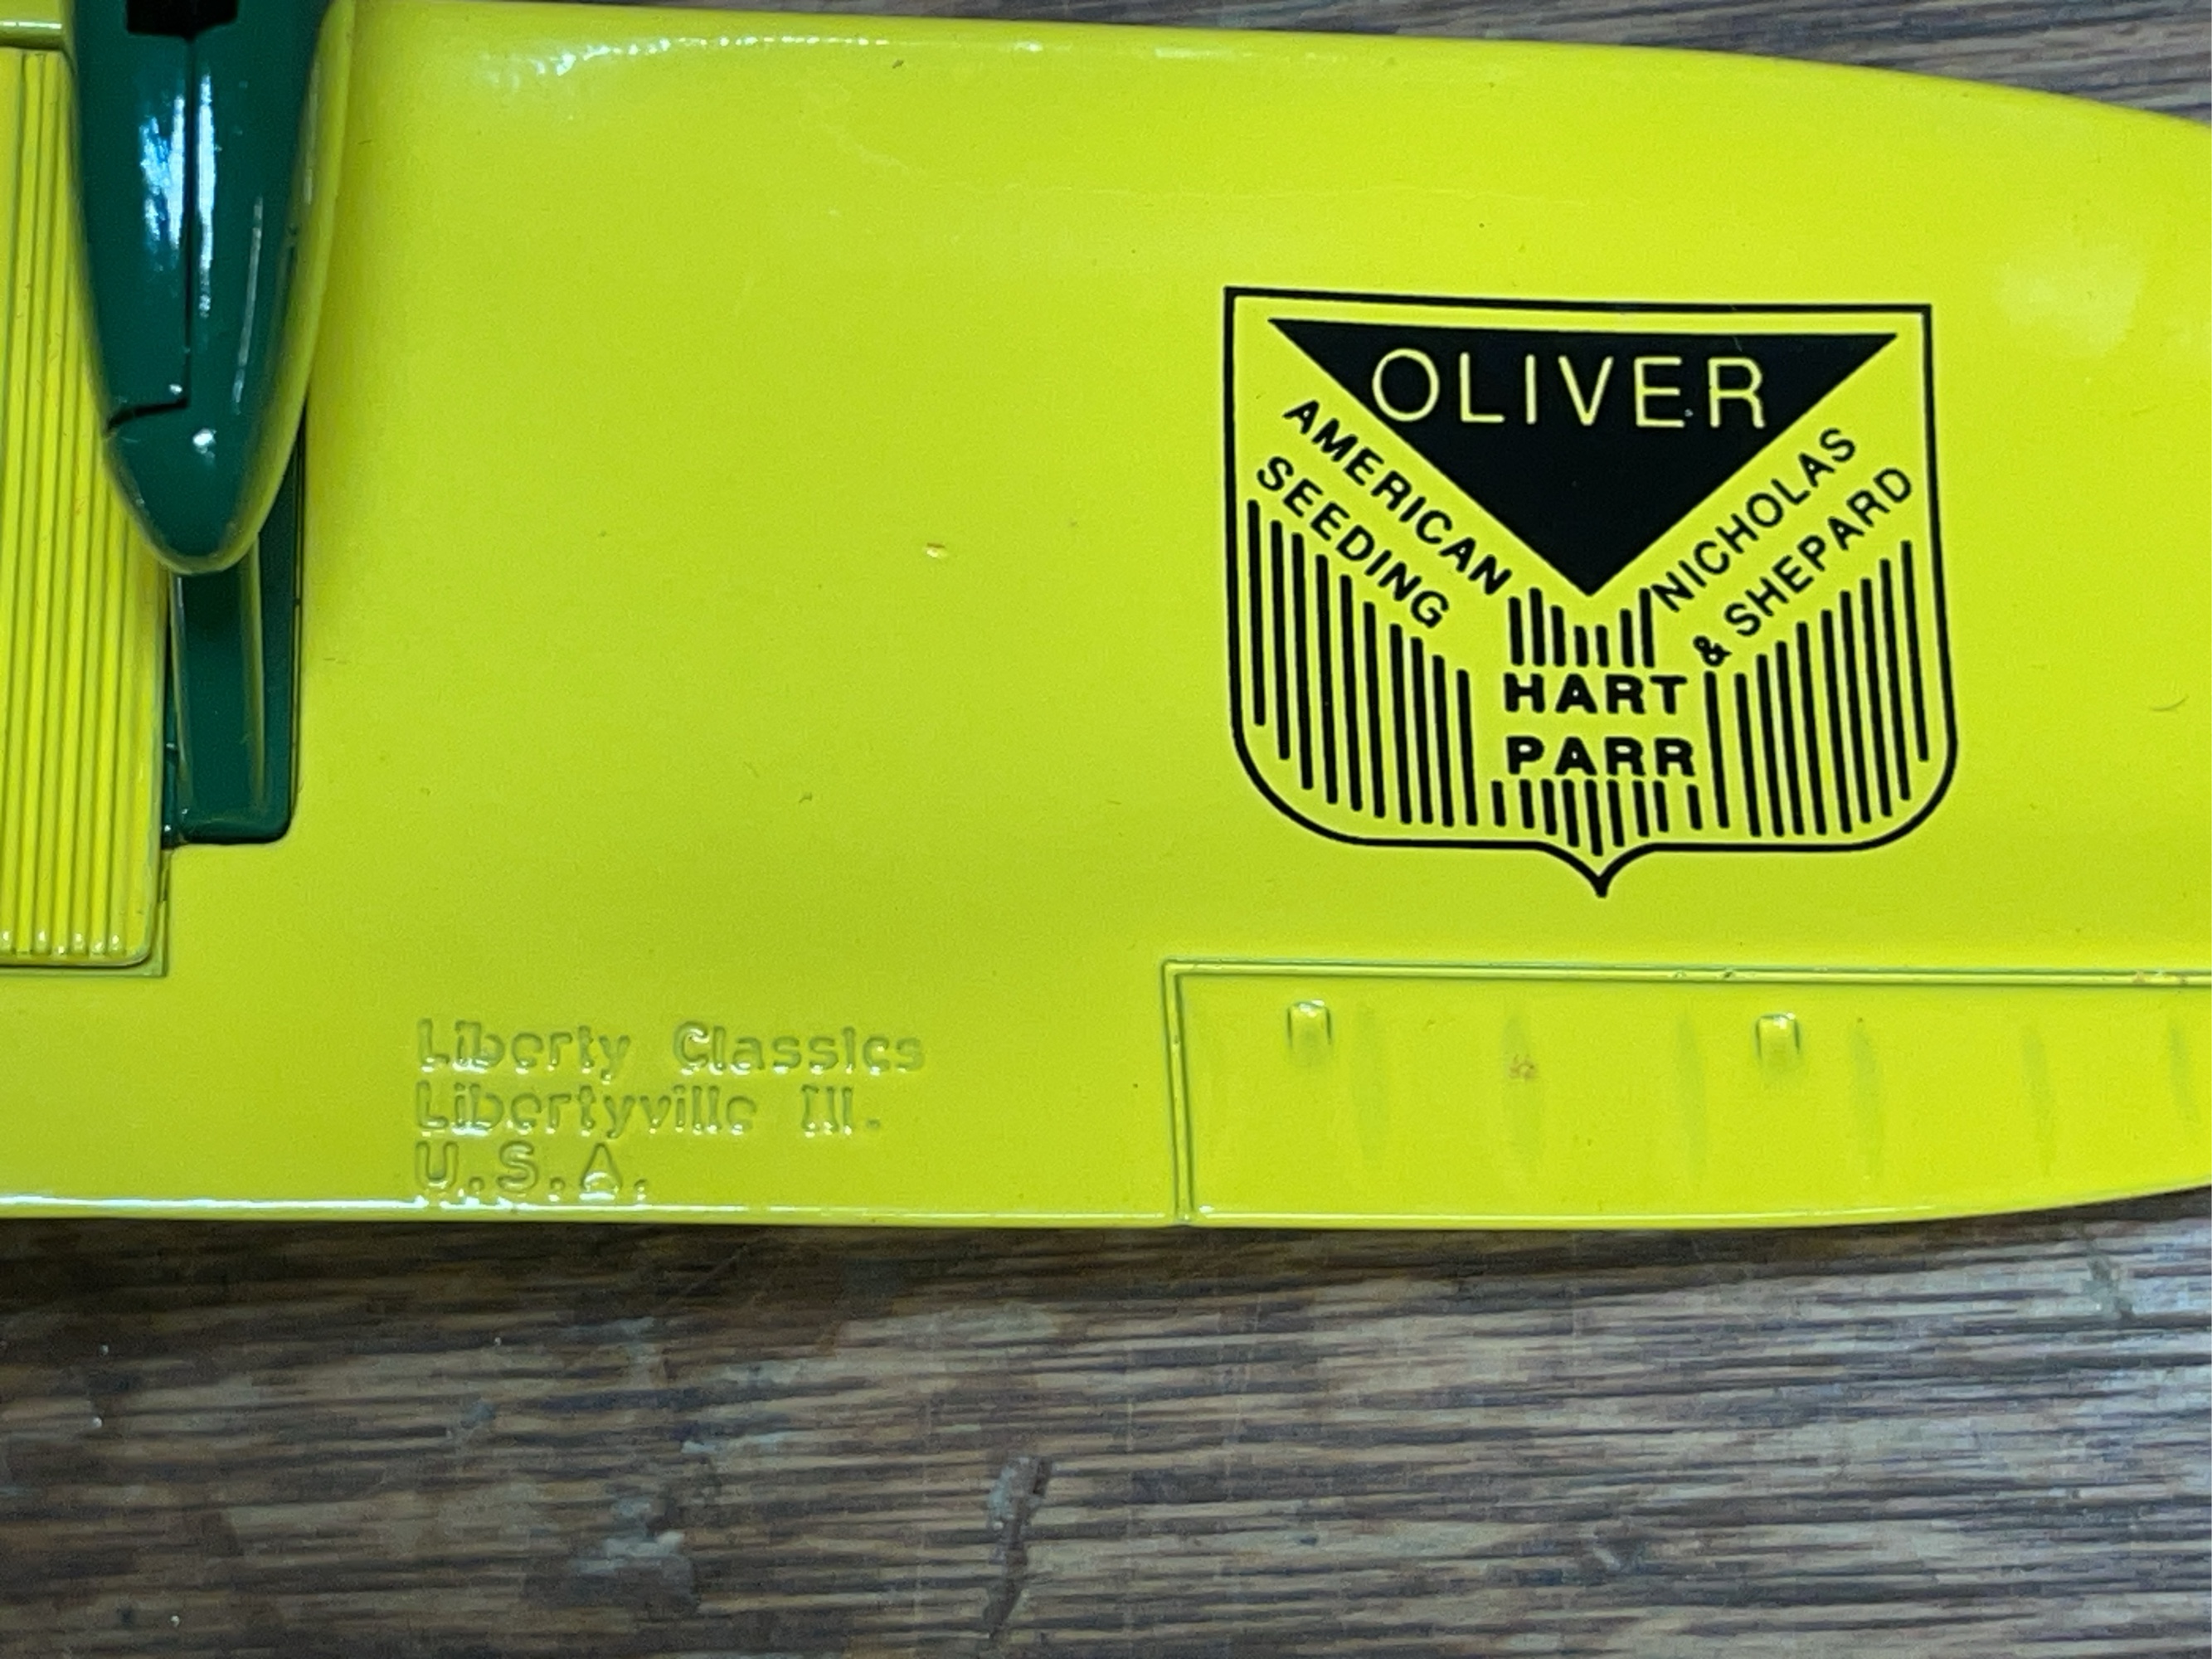 OLIVER
AMERICAN
SEEDING
NICHOLAS
& SHEPARD
HART
PARR
Liberty Classics
Libertyville Ill.
U.S.A.